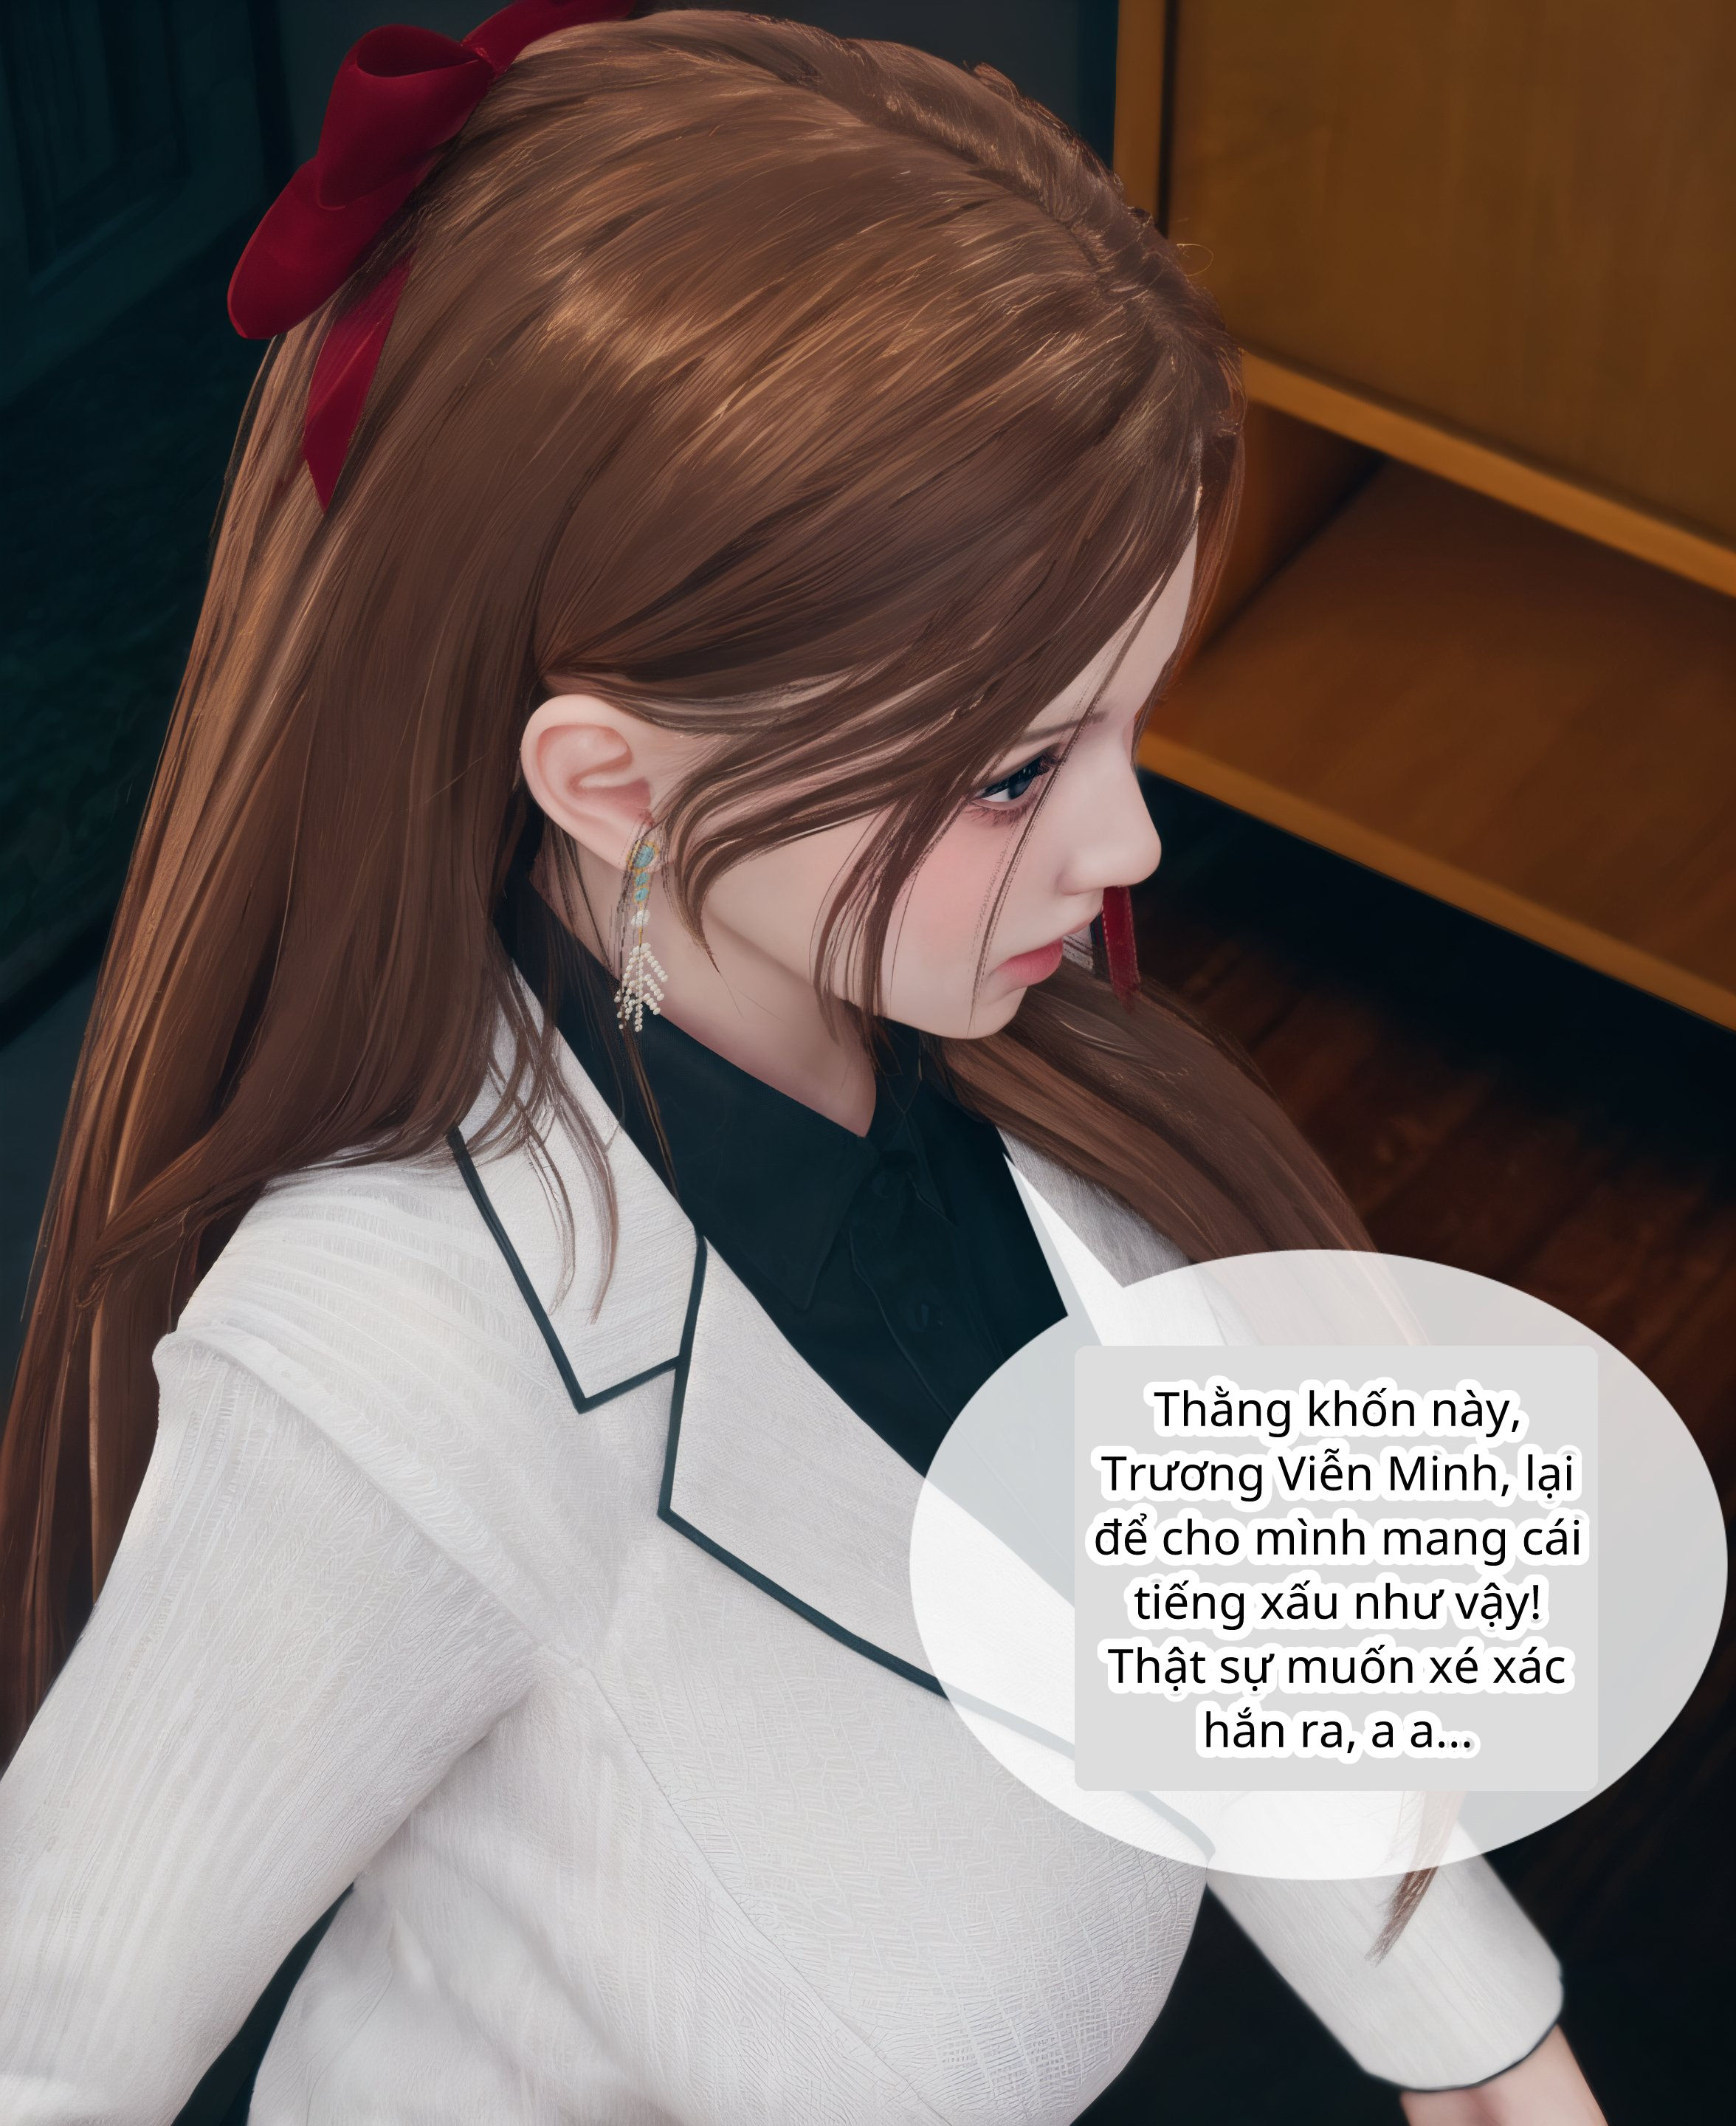 Thằng khốn này,
Trương Viễn Minh, lại
để cho mình mang cái
tiếng xấu như vậy!
Thật sự muốn xé xác
hắn ra, a a...